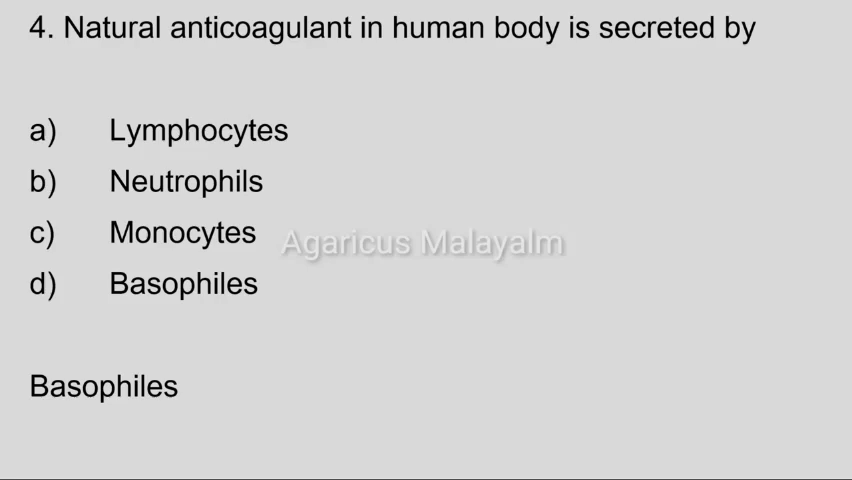 4. Natural anticoagulant in human body is secreted by
a) Lymphocytes
b) Neutrophils
c) Monocytes
Agaricus Malayalm
d) Basophiles
Basophiles